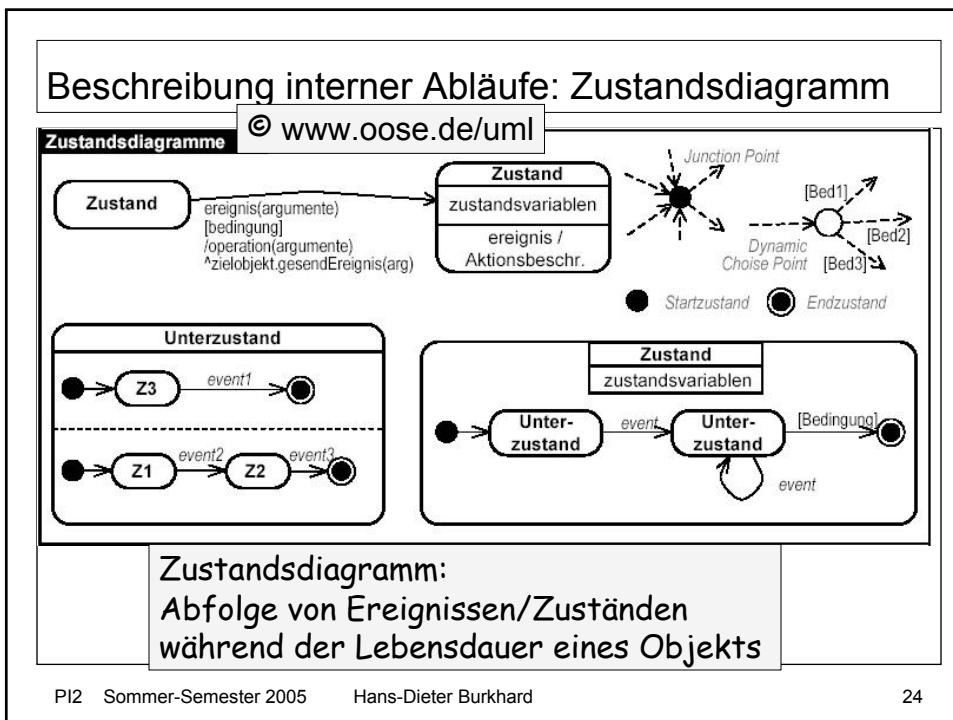 Beschreibung interner Abläufe: Zustandsdiagramm
© www.oose.de/uml
Zustandsdiagramme
Zustand
ereignis(argumente)
[bedingung]
/operation(argumente)
^zielobjekt.gesendEreignis(arg)
Zustand
zustandsvariablen
ereignis /
Aktionsbeschr.
Junction Point
Dynamic
Choise Point
[Bed1]
[Bed2]
[Bed3]
Startzustand
Endzustand
Unterzustand
Z3
event1
Z1
event2
Z2
event3
Zustand
zustandsvariablen
Unter-
zustand
event
Unter-
zustand
[Bedingung]
event
Zustandsdiagramm:
Abfolge von Ereignissen/Zuständen
während der Lebensdauer eines Objekts
PI2 Sommer-Semester 2005 Hans-Dieter Burkhard 24